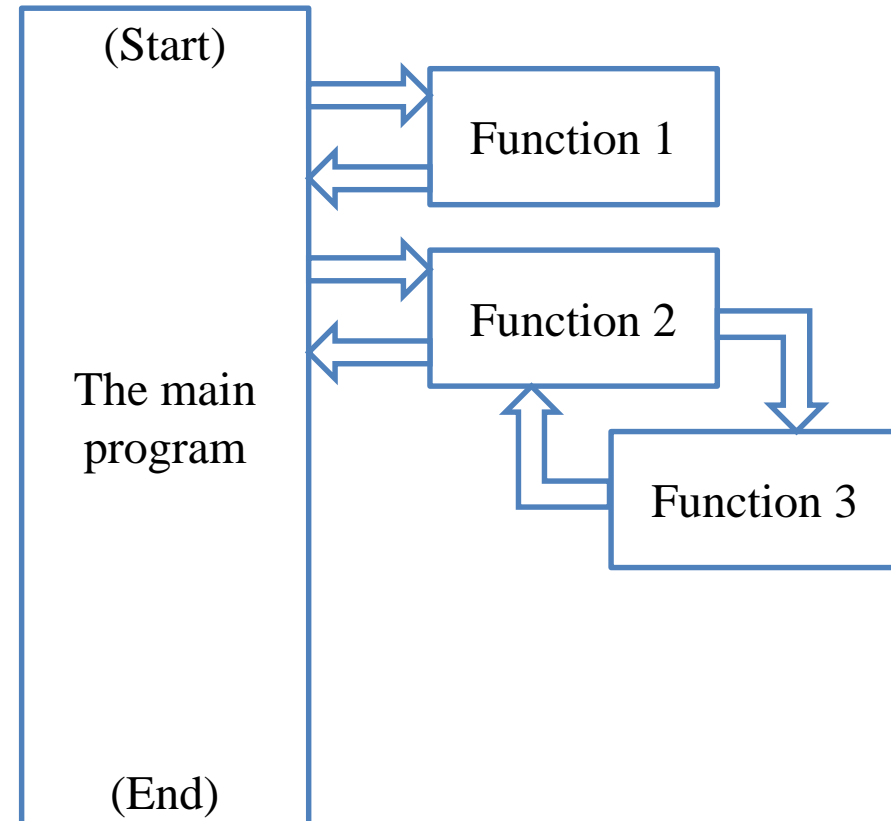 (Start)
Function 1
Function 2
The main
program
Function 3
(End)